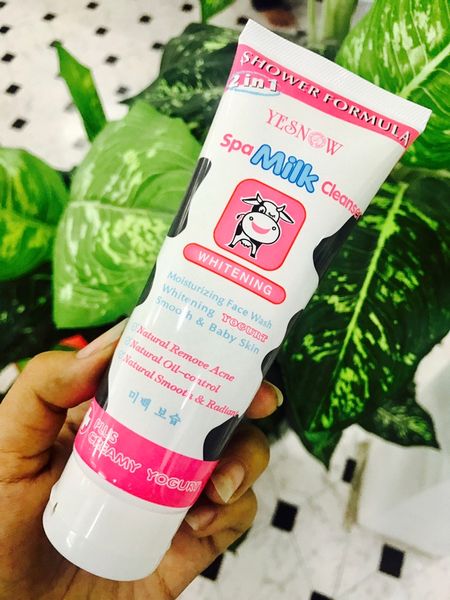 SHOWER FORMULA
2 in 1
YESNOW
Spa Milk Cleanser
WHITENING
Moisturizing Face Wash
Whitening YOGURT
Smooth & Baby Skin
Natural Remove Acne
Natural Oil-control
Natural Smooth & Radiant
미백 보습
PLUS
CREAMY YOGURT